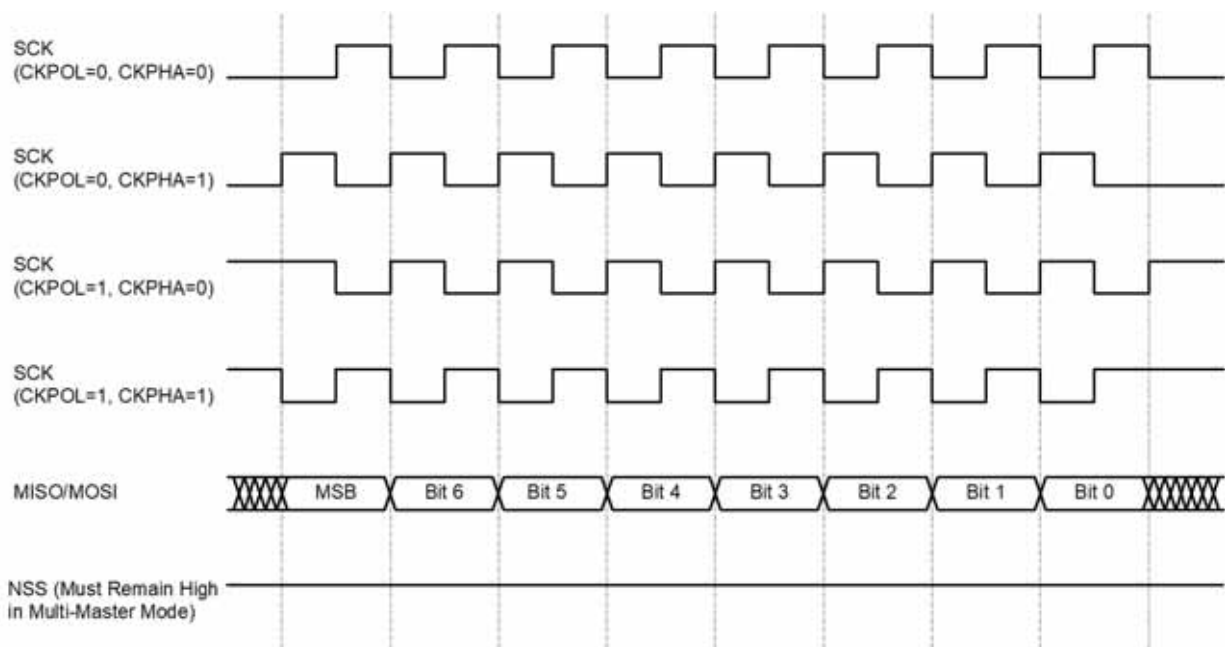 SCK
(CKPOL=0, CKPHA=0)
SCK
(CKPOL=0, CKPHA=1)
SCK
(CKPOL=1, CKPHA=0)
SCK
(CKPOL=1, CKPHA=1)
MISO/MOSI MSB Bit 6 Bit 5 Bit 4 Bit 3 Bit 2 Bit 1 Bit 0
NSS (Must Remain High
in Multi-Master Mode)